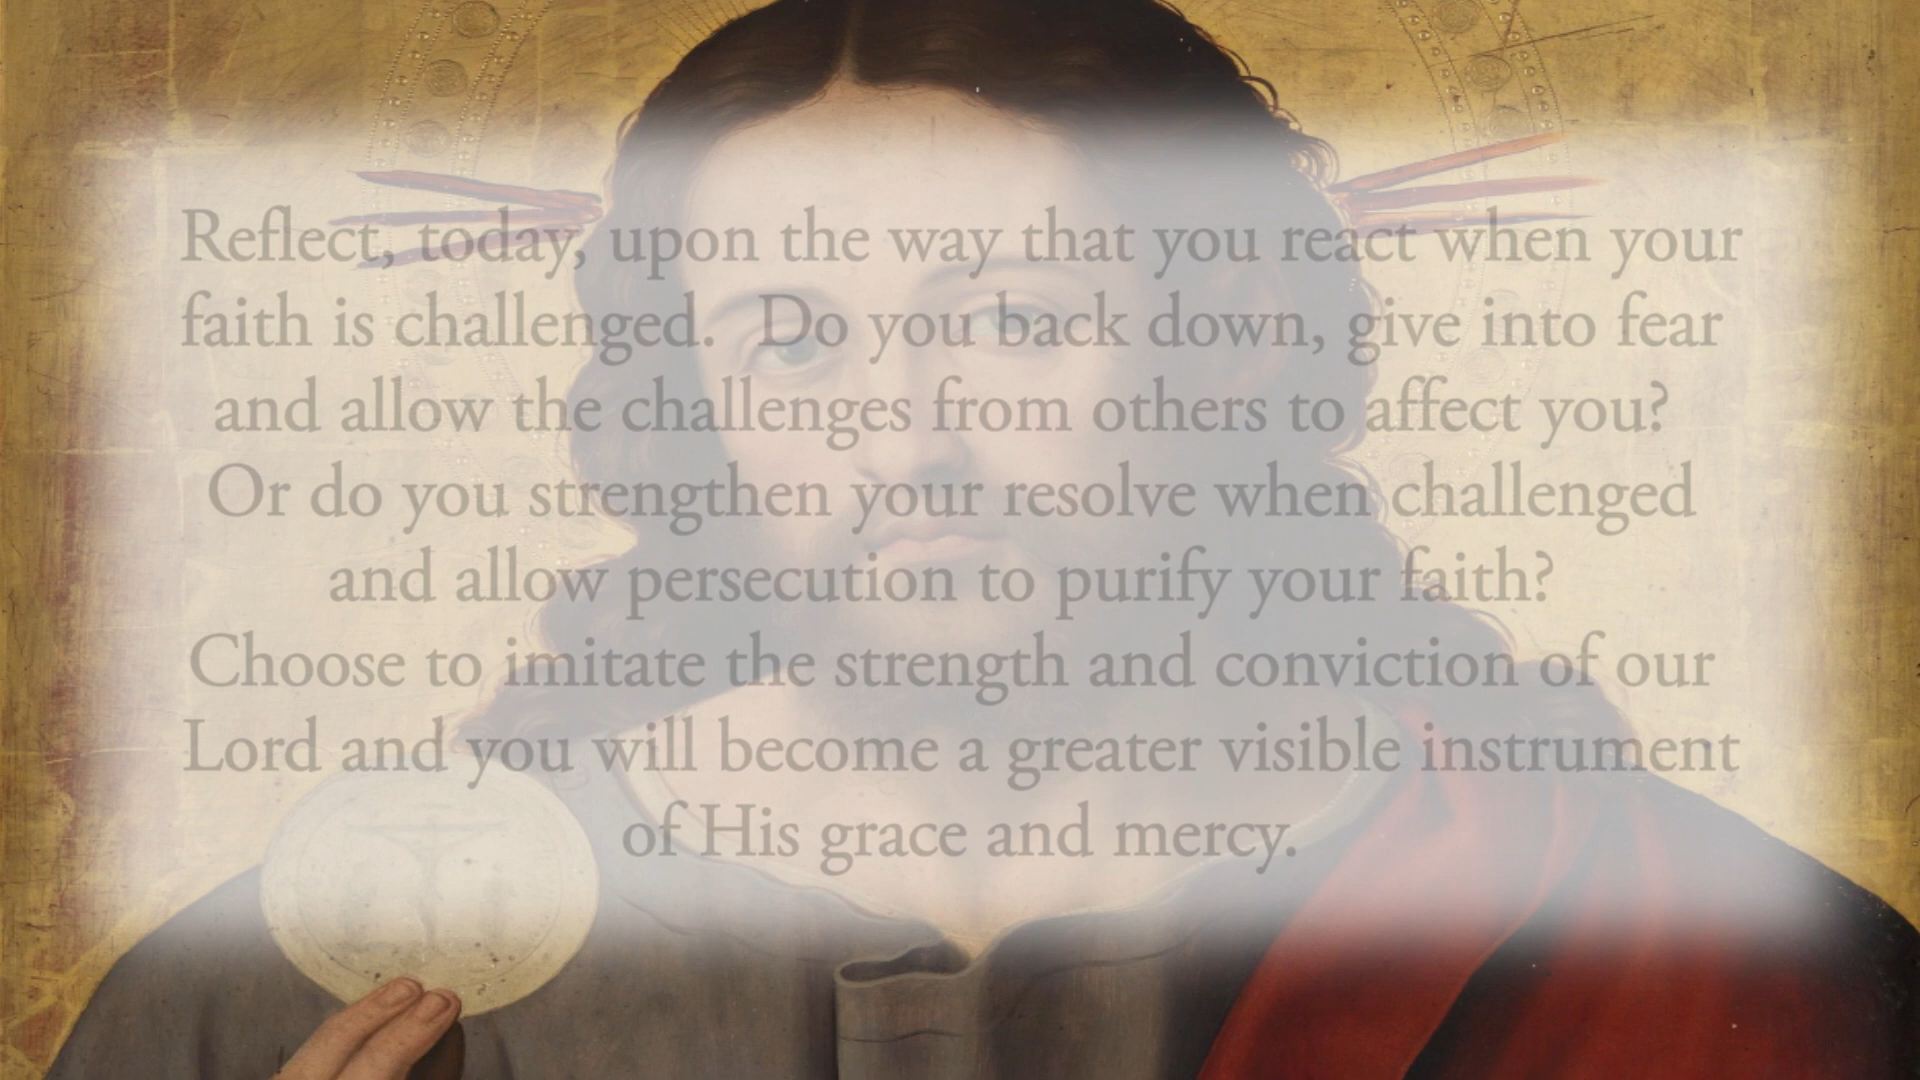 Reflect, today, upon the way that you react when your
faith is challenged.  Do you back down, give into fear
and allow the challenges from others to affect you?
Or do you strengthen your resolve when challenged
and allow persecution to purify your faith?
Choose to imitate the strength and conviction of our
Lord and you will become a greater visible instrument
of His grace and mercy.